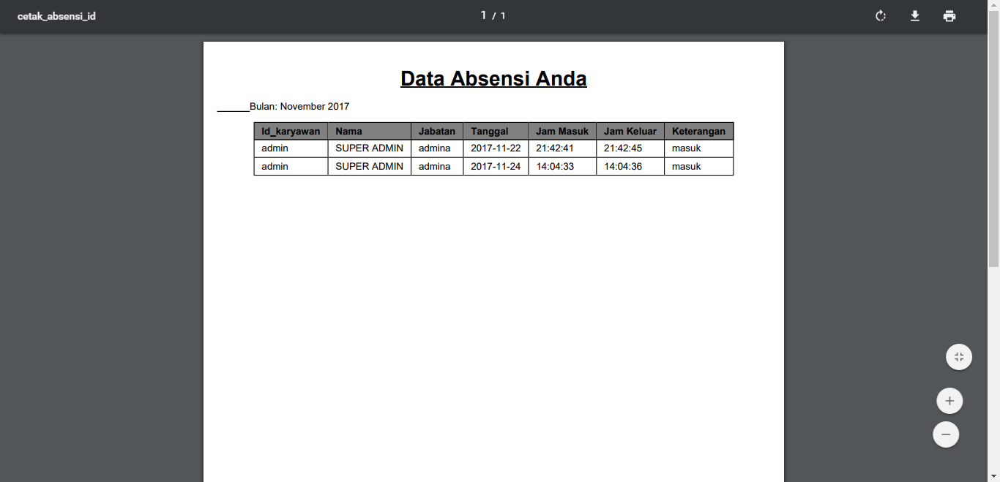 cetak_absensi_id
1 / 1
Data Absensi Anda
______Bulan: November 2017
Id_karyawan Nama Jabatan Tanggal Jam Masuk Jam Keluar Keterangan
admin SUPER ADMIN admina 2017-11-22 21:42:41 21:42:45 masuk
admin SUPER ADMIN admina 2017-11-24 14:04:33 14:04:36 masuk